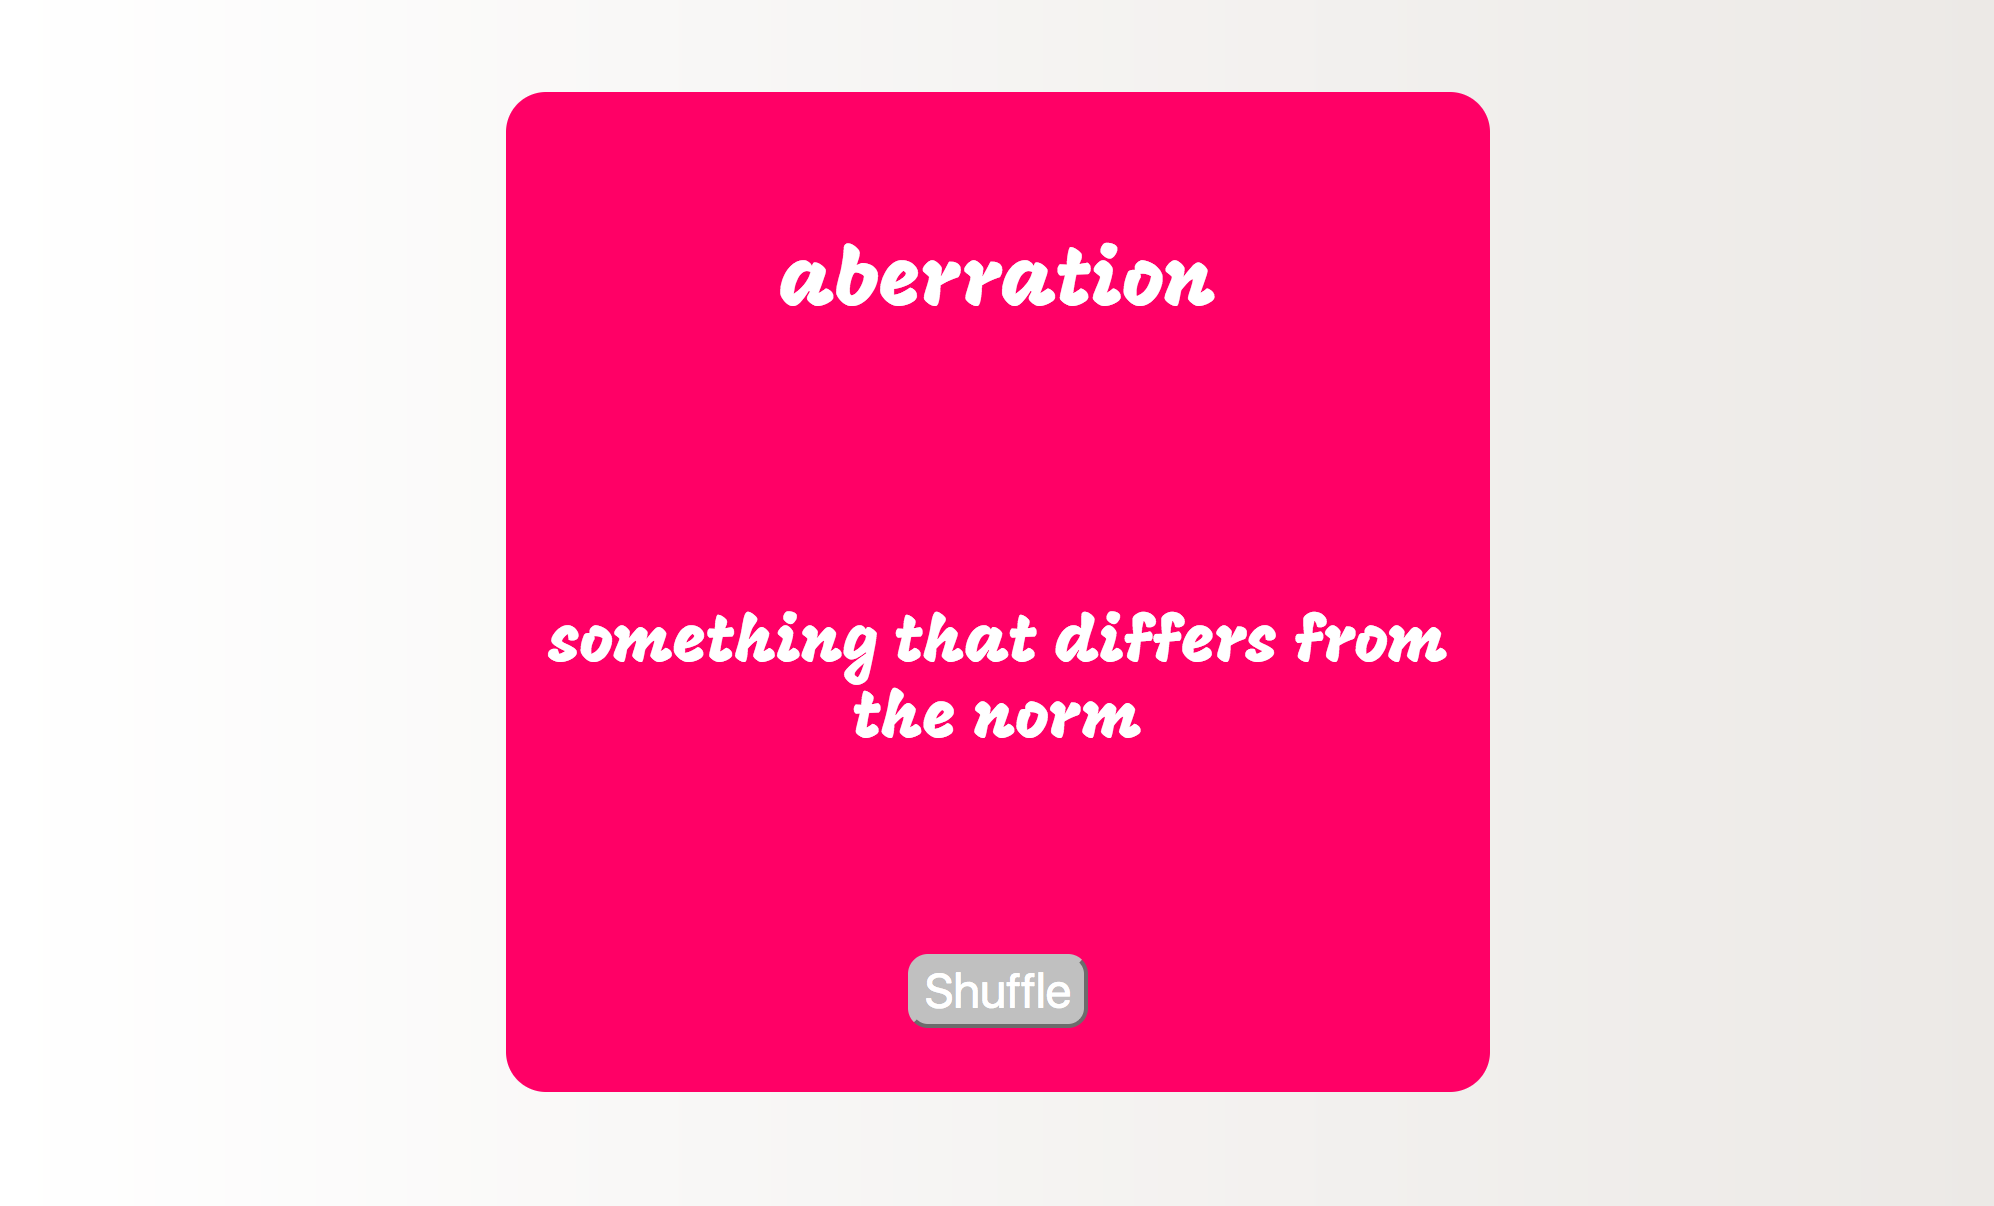 aberration
something that differs from
the norm
Shuffle